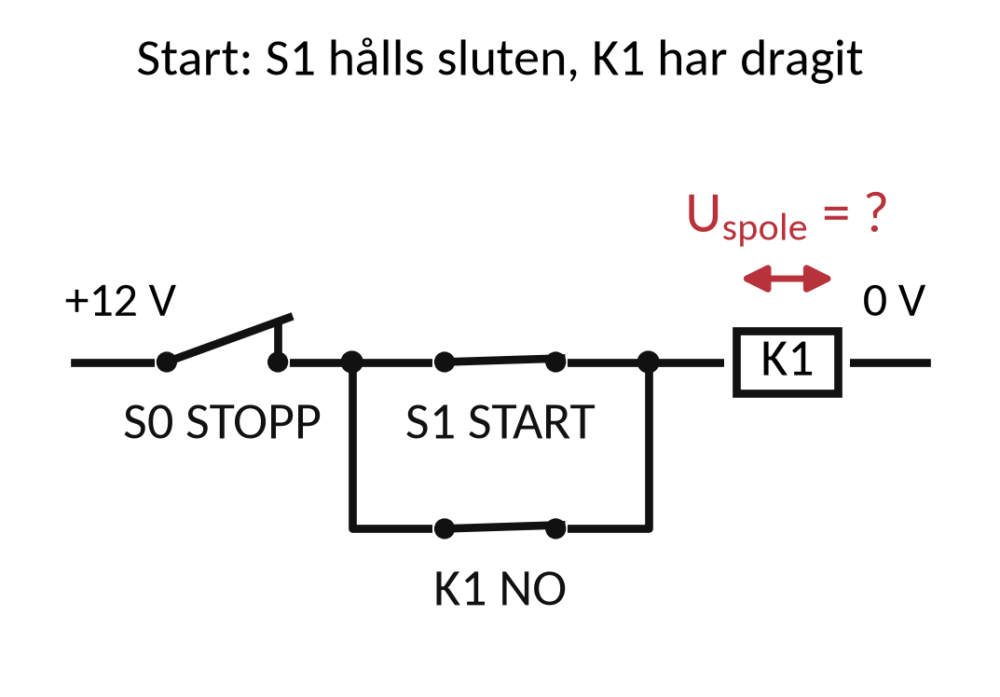 Start: S1 hålls sluten, K1 har dragit
Uspole = ?
+12 V
0 V
K1
S0 STOPP
S1 START
K1 NO